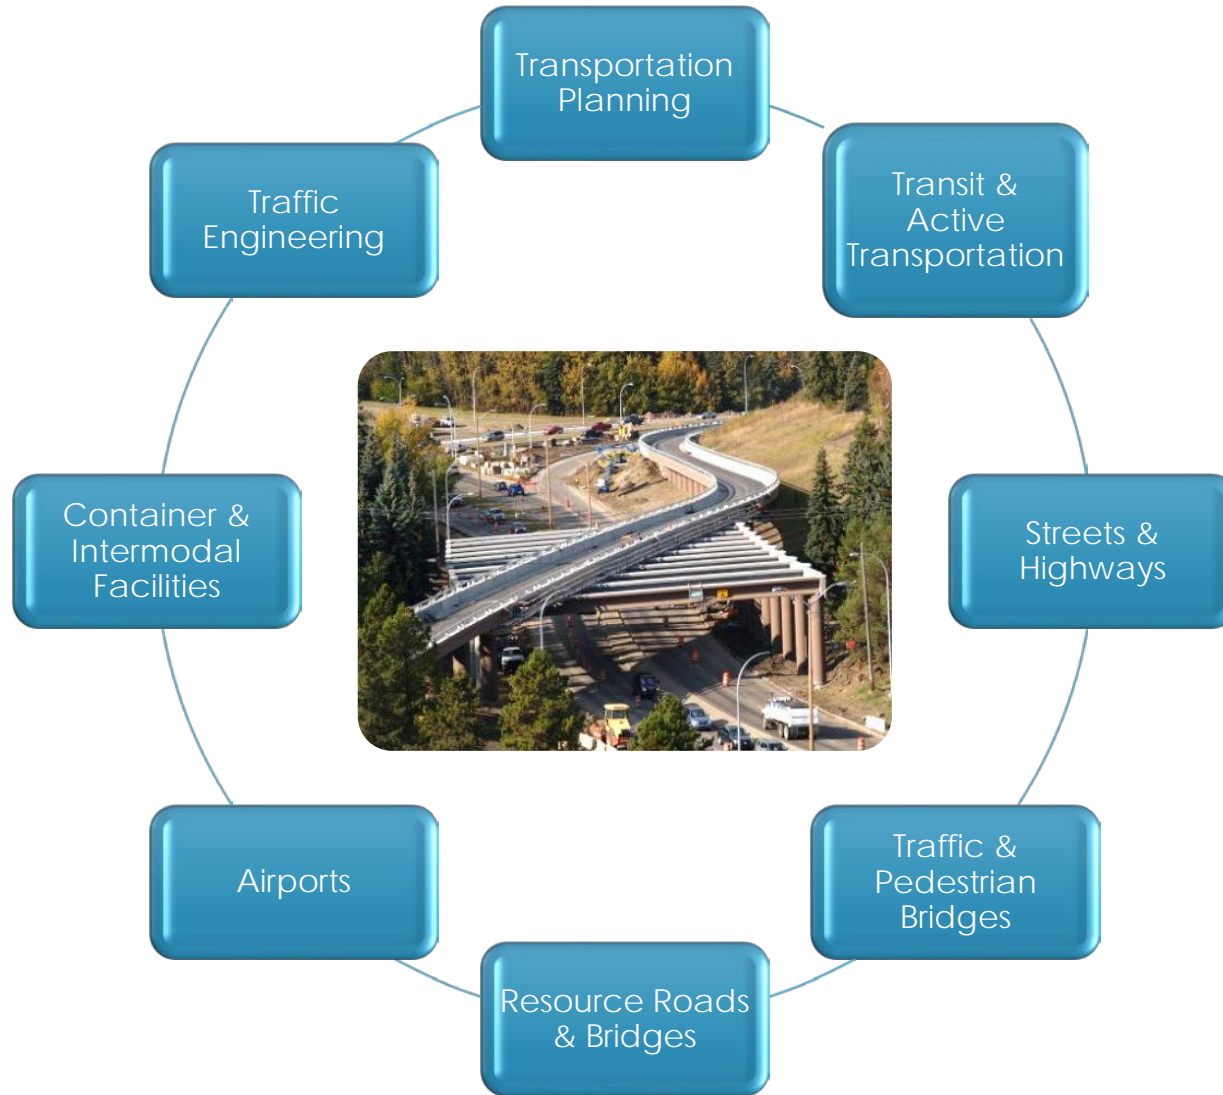 Transportation
Planning
Transit &
Active
Transportation
Streets &
Highways
Traffic &
Pedestrian
Bridges
Resource Roads
& Bridges
Airports
Container &
Intermodal
Facilities
Traffic
Engineering